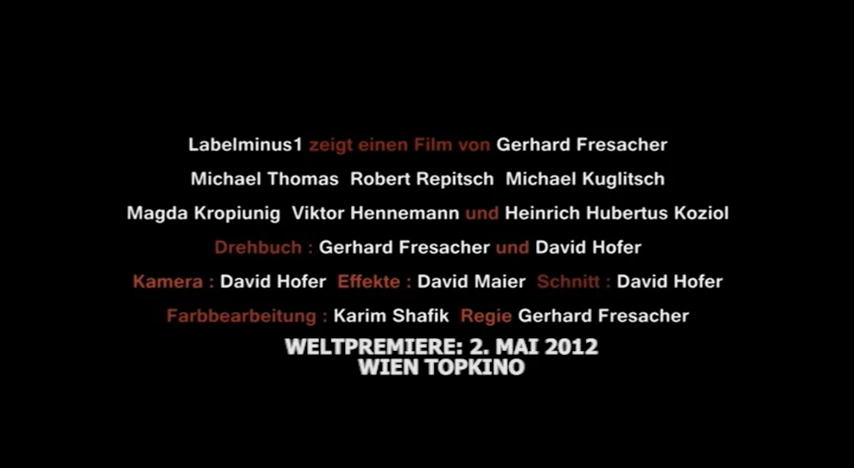 Labelminus1 zeigt einen Film von Gerhard Fresacher
Michael Thomas Robert Repitsch Michael Kuglitsch
Magda Kropiunig Viktor Hennemann und Heinrich Hubertus Koziol
Drehbuch : Gerhard Fresacher und David Hofer
Kamera : David Hofer Effekte : David Maier Schnitt : David Hofer
Farbbearbeitung : Karim Shafik Regie Gerhard Fresacher
WELTPREMIERE: 2. MAI 2012
WIEN TOPKINO